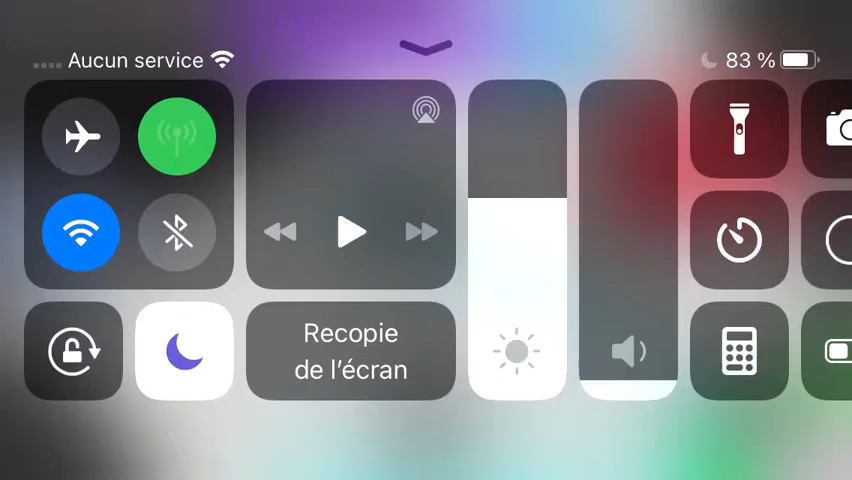 Aucun service
83 %
Recopie
de l’écran